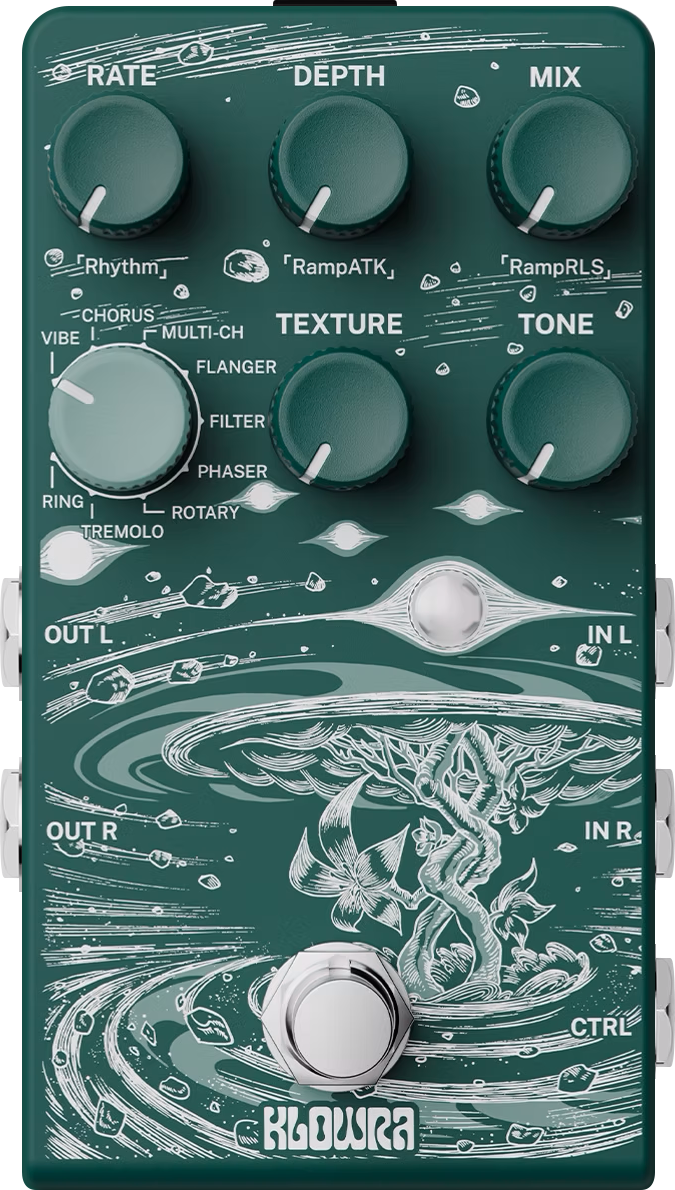 RATE DEPTH MIX
「Rhythm」 「RampATK」 「RampRLS」
CHORUS
VIBE MULTI-CH
TEXTURE TONE
FLANGER
FILTER
PHASER
RING ROTARY
TREMOLO
OUT L IN L
OUT R IN R
CTRL
KLOWRA